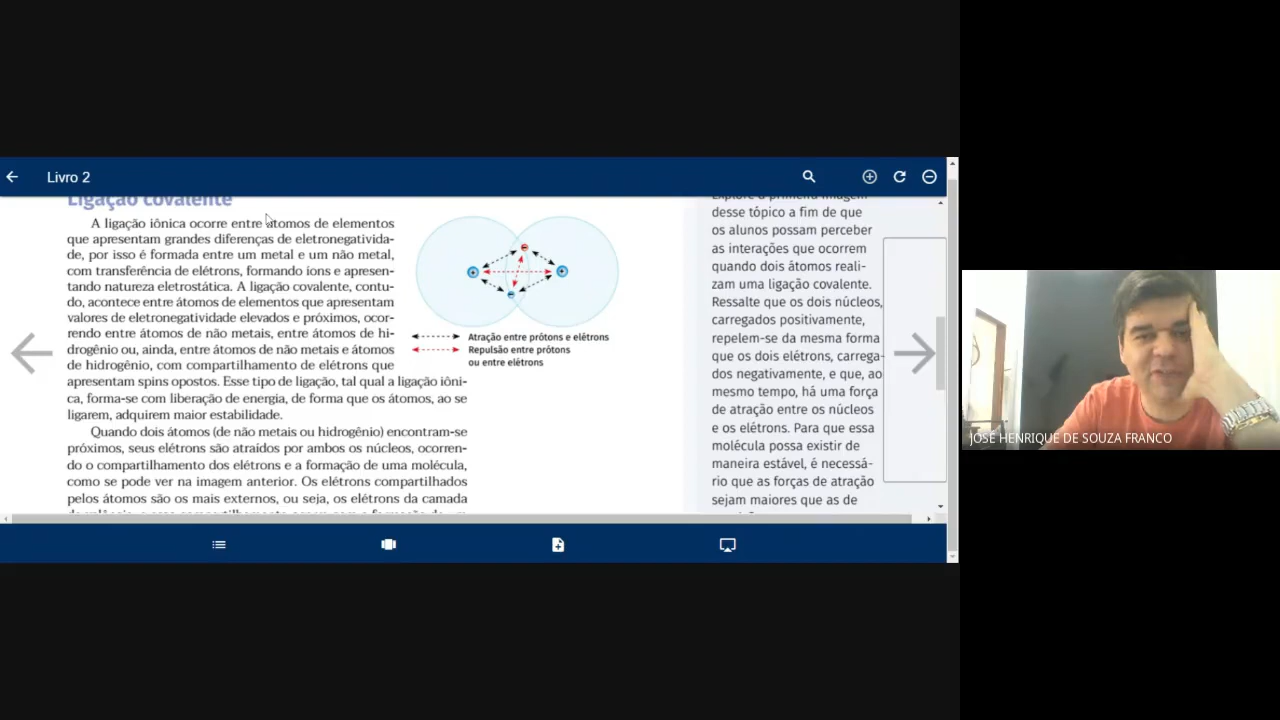 Livro 2
Ligação covalente
A ligação iônica ocorre entre átomos de elementos
que apresentam grandes diferenças de eletronegativida-
de, por isso é formada entre um metal e um não metal,
com transferência de elétrons, formando íons e apresen-
tando natureza eletrostática. A ligação covalente, contu-
do, acontece entre átomos de elementos que apresentam
valores de eletronegatividade elevados e próximos, ocor-
rendo entre átomos de não metais, entre átomos de hi-
drogênio ou, ainda, entre átomos de não metais e átomos
de hidrogênio, com compartilhamento de elétrons que
apresentam spins opostos. Esse tipo de ligação, tal qual a ligação iôni-
ca, forma-se com liberação de energia, de forma que os átomos, ao se
ligarem, adquirem maior estabilidade.
Quando dois átomos (de não metais ou hidrogênio) encontram-se
próximos, seus elétrons são atraídos por ambos os núcleos, ocorren-
do o compartilhamento dos elétrons e a formação de uma molécula,
como se pode ver na imagem anterior. Os elétrons compartilhados
pelos átomos são os mais externos, ou seja, os elétrons da camada
Atração entre prótons e elétrons
Repulsão entre prótons
ou entre elétrons
Explore a primeira imagem
desse tópico a fim de que
os alunos possam perceber
as interações que ocorrem
quando dois átomos reali-
zam uma ligação covalente.
Ressalte que os dois núcleos,
carregados positivamente,
repelem-se da mesma forma
que os dois elétrons, carrega-
dos negativamente, e que, ao
mesmo tempo, há uma força
de atração entre os núcleos
e os elétrons. Para que essa
molécula possa existir de
maneira estável, é necessá-
rio que as forças de atração
sejam maiores que as de
JOSÉ HENRIQUE DE SOUZA FRANCO